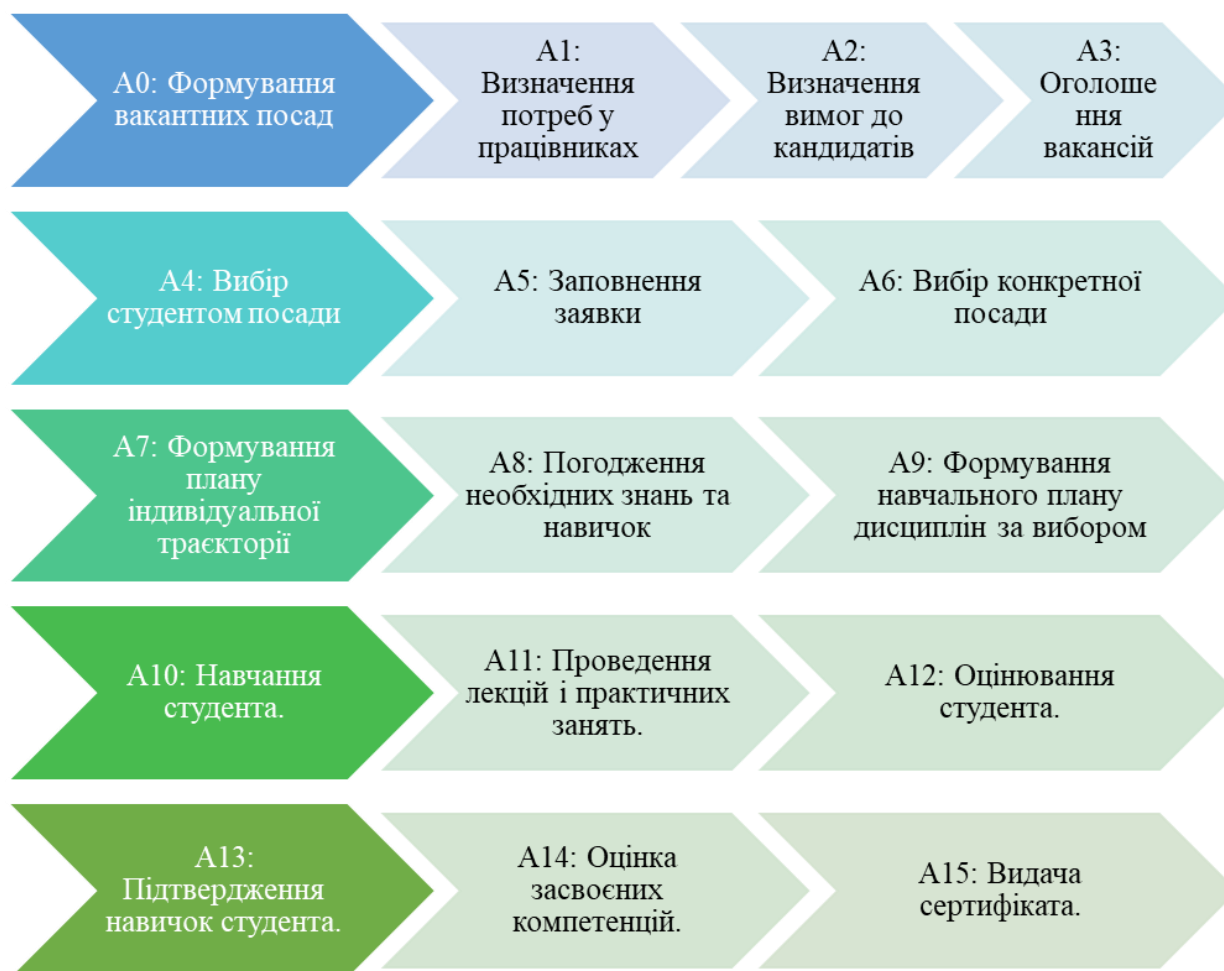 А0: Формування
вакантних посад
А1:
Визначення
потреб у
працівниках
А2:
Визначення
вимог до
кандидатів
А3:
Оголоше
ння
вакансій
А4: Вибір
студентом посади
А5: Заповнення
заявки
А6: Вибір конкретної
посади
А7: Формування
плану
індивідуальної
траєкторії
А8: Погодження
необхідних знань та
навичок
А9: Формування
навчального плану
дисциплін за вибором
А10: Навчання
студента.
А11: Проведення
лекцій і практичних
занять.
А12: Оцінювання
студента.
А13:
Підтвердження
навичок студента.
А14: Оцінка
засвоєних
компетенцій.
А15: Видача
сертифіката.